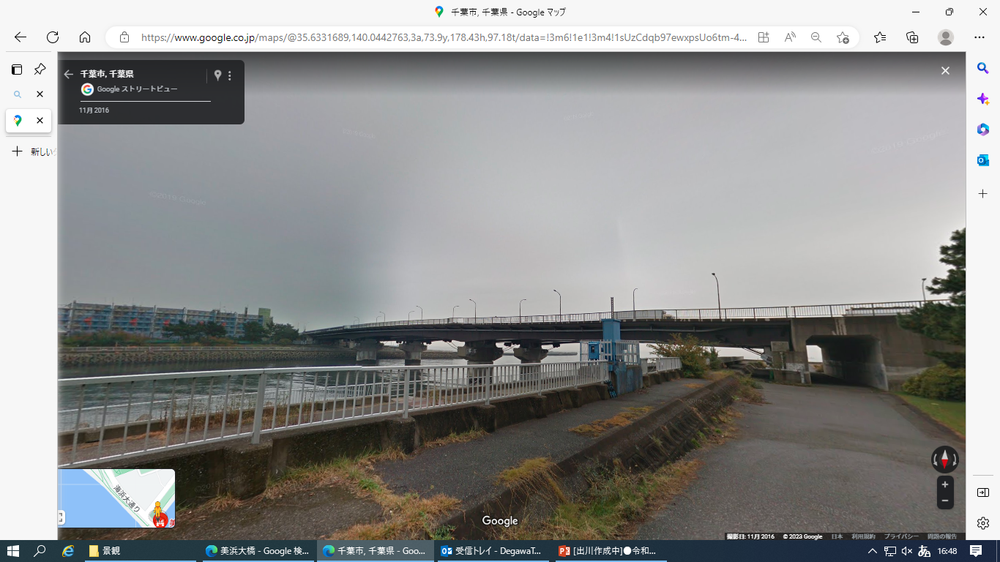 千葉市, 千葉県 - Google マップ
https://www.google.co.jp/maps/@35.6331689,140.0442763,3a,73.9y,178.43h,97.18t/data=!3m6!1e1!3m4!1sUzCdqb97ewxpsUo6tm-4...
千葉市, 千葉県
Google ストリートビュー
11月 2016
新しい
©2019 Google
©2019 Google
海浜大通り
美
Google
撮影日: 11月 2016 © 2023 Google 日本 利用規約 プライバシー 問題の報告
景観
美浜大橋 - Google 検...
千葉市, 千葉県 - Goo...
受信トレイ - DegawaT...
[出川作成中]●令和...
あ
16:48